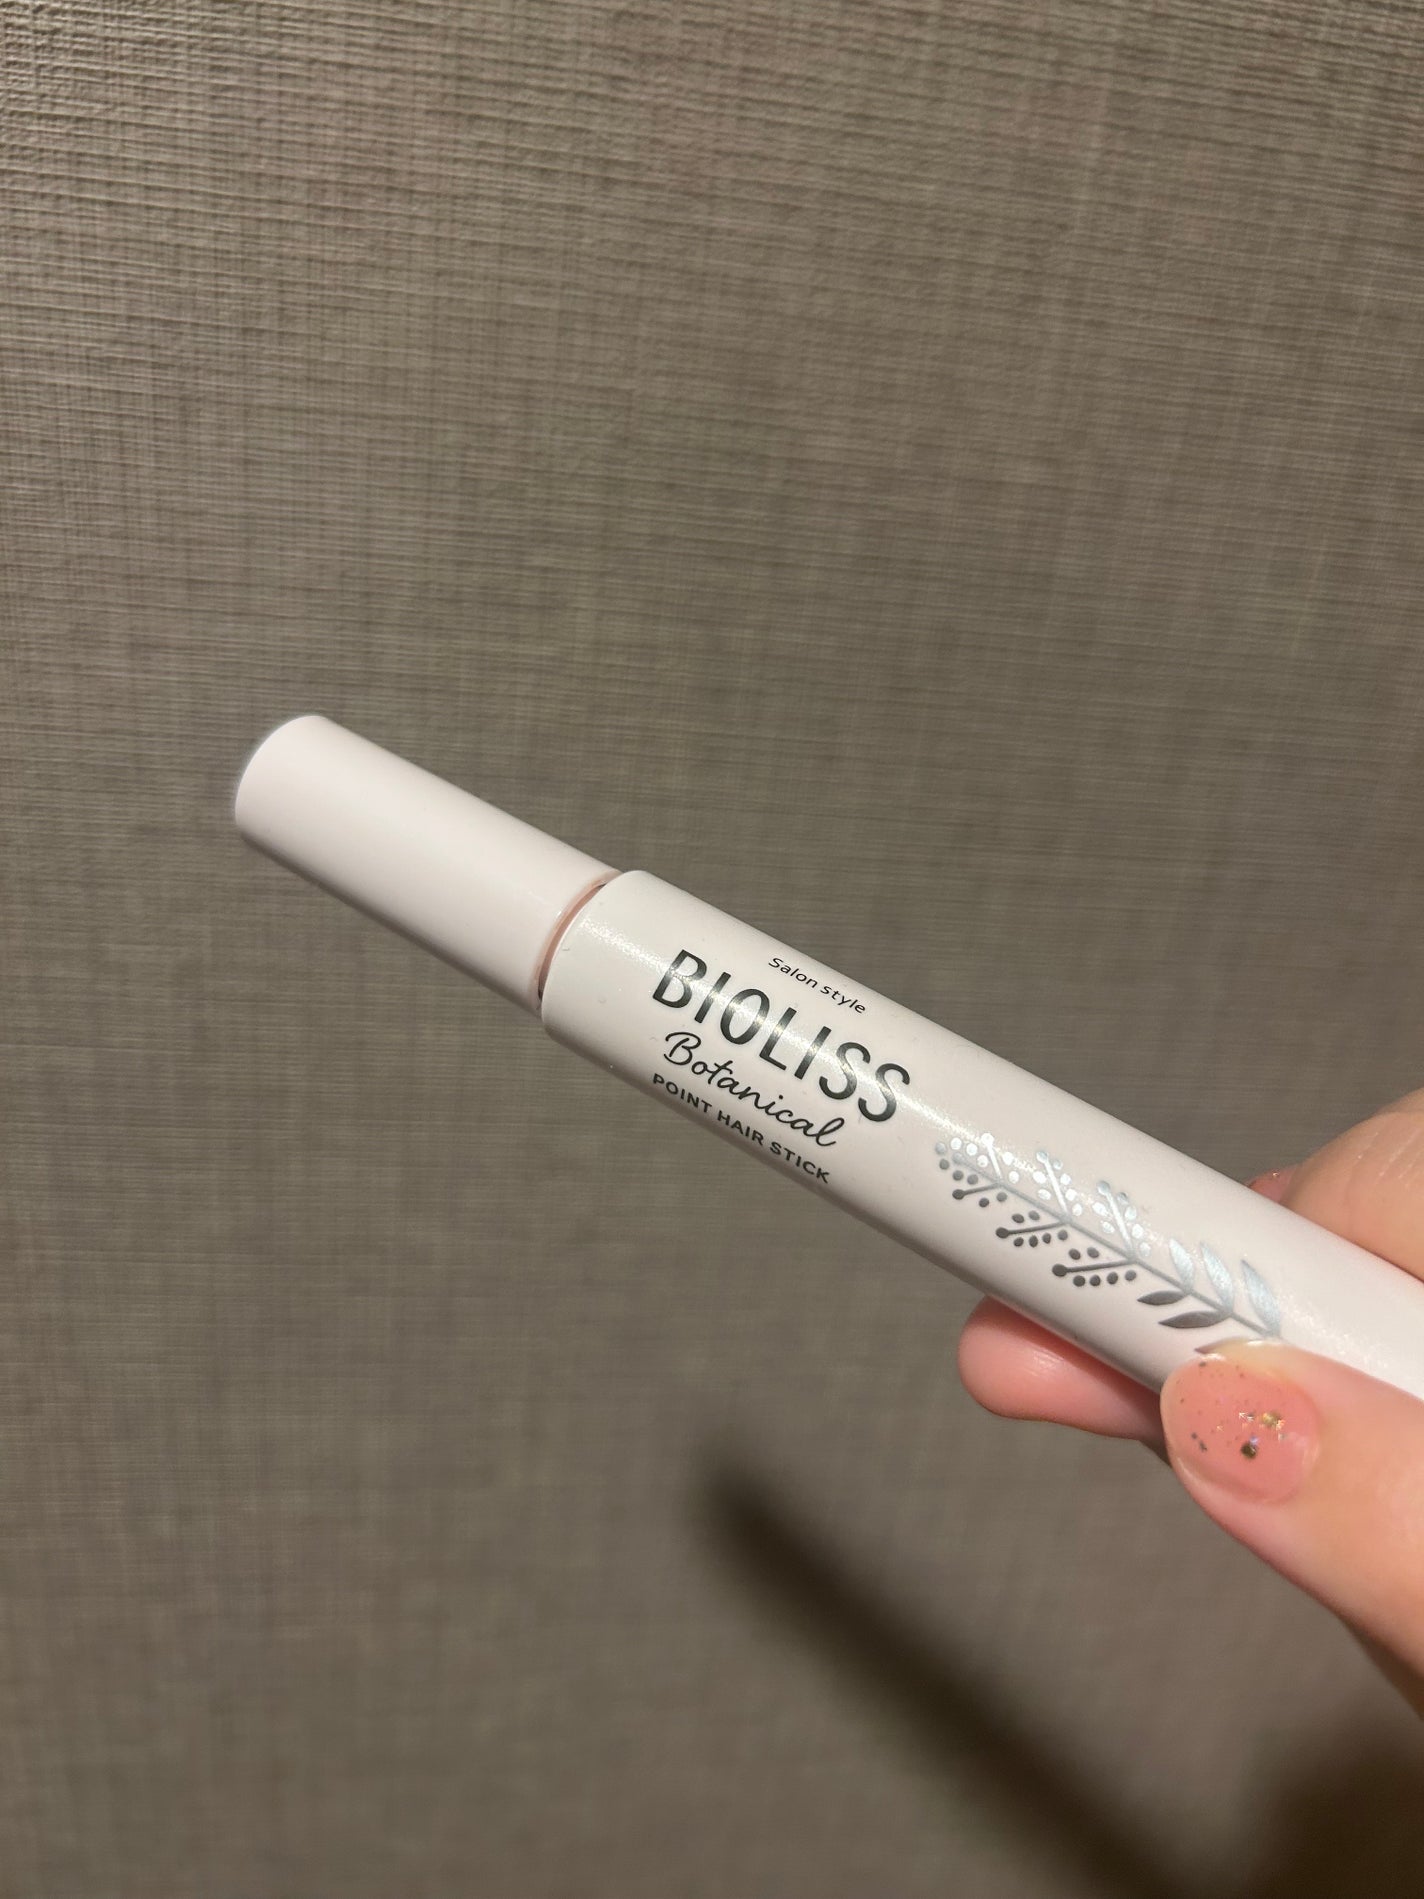 Salon style
BIOLISS
Botanical
POINT HAIR STICK